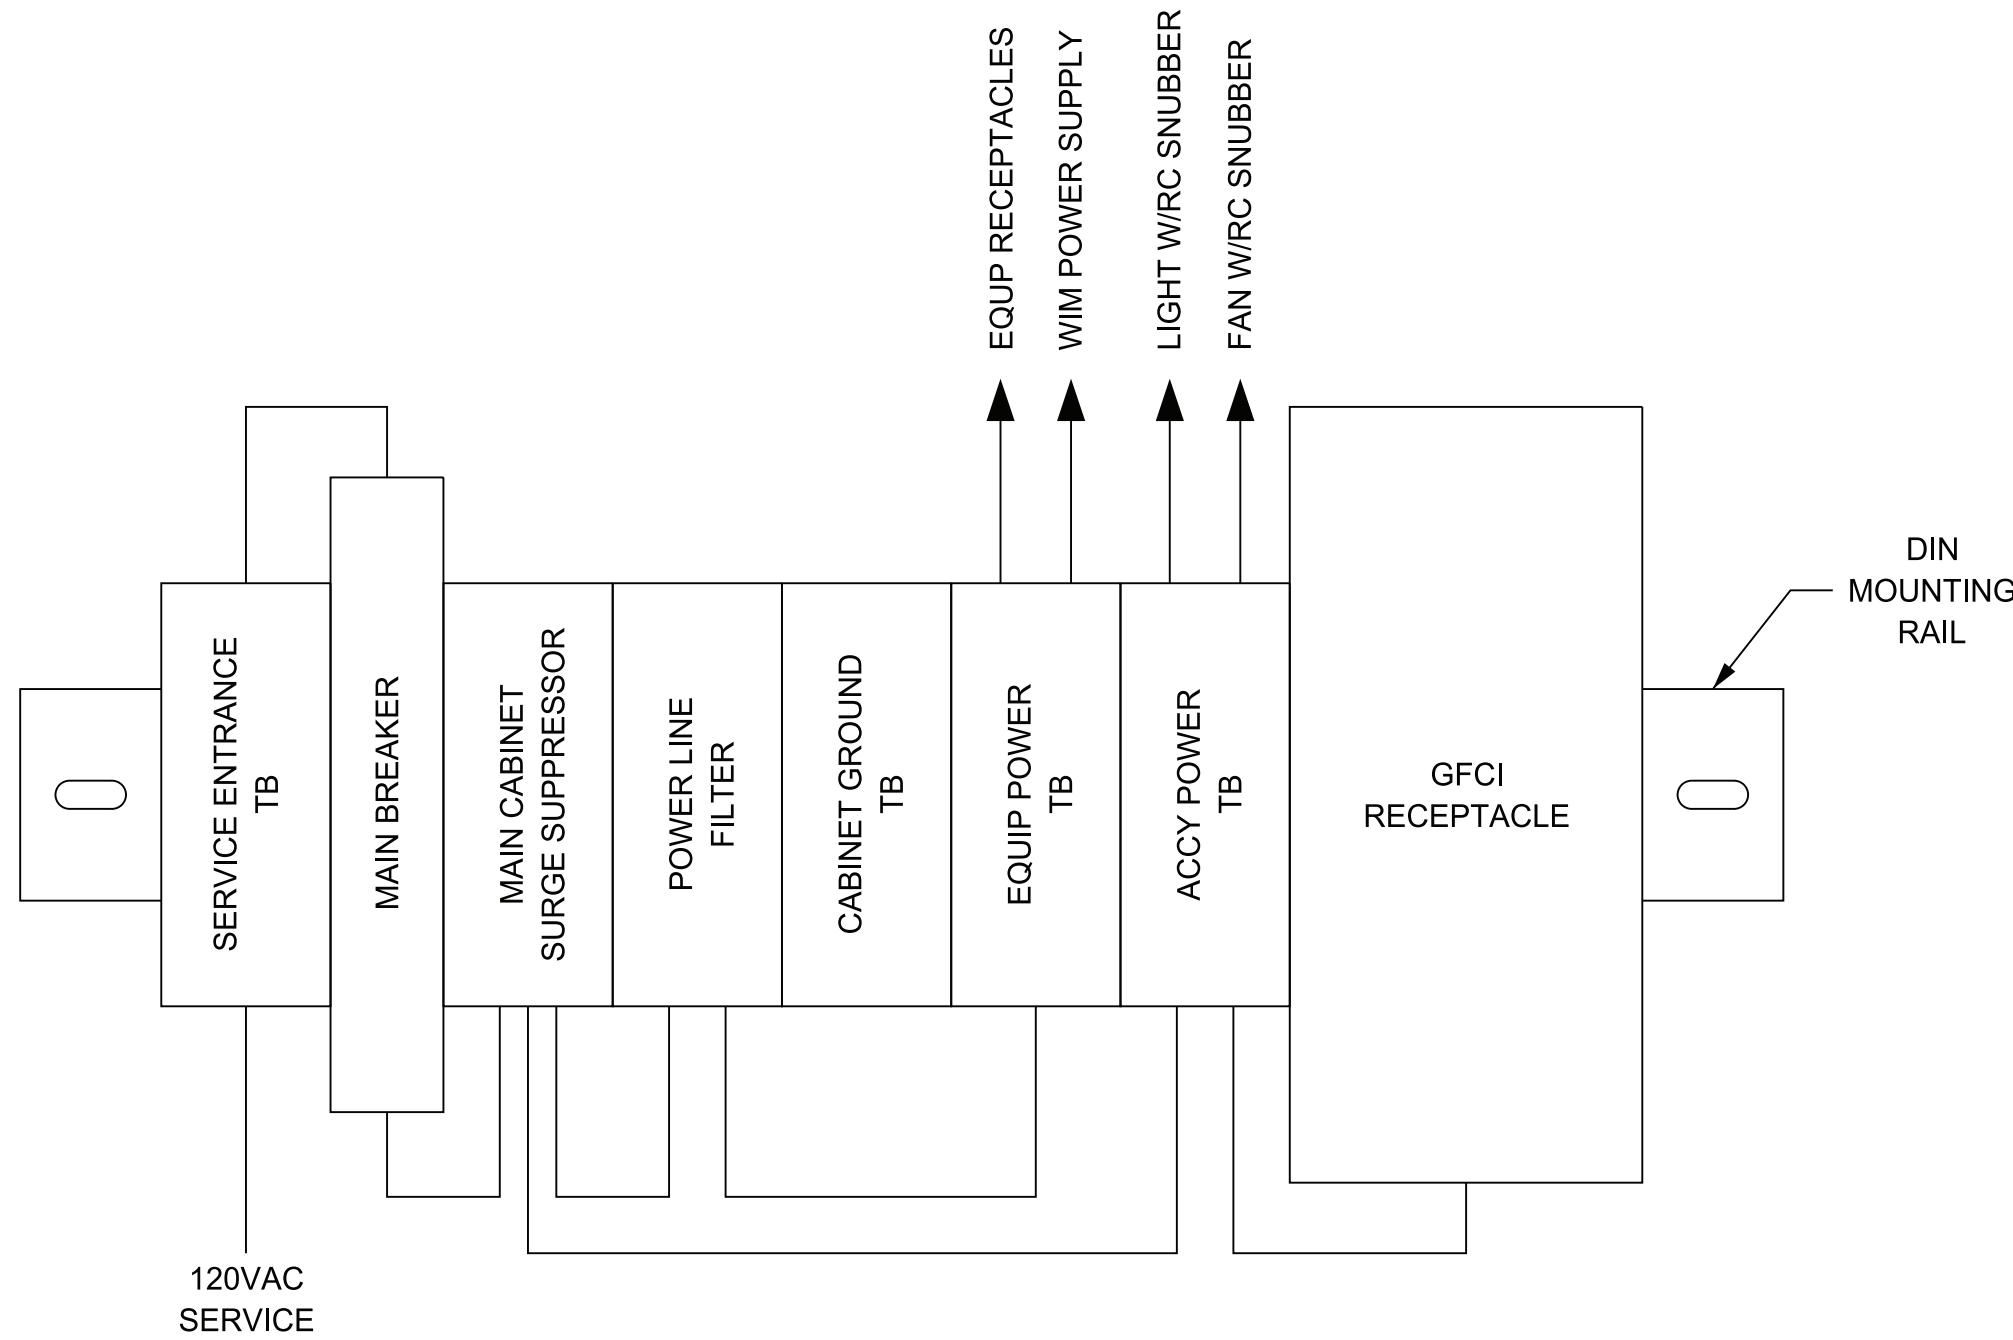 EQUP RECEPTACLES
WIM POWER SUPPLY
LIGHT W/RC SNUBBER
FAN W/RC SNUBBER
DIN
MOUNTING
RAIL
SERVICE ENTRANCE
TB
MAIN BREAKER
MAIN CABINET
SURGE SUPPRESSOR
POWER LINE
FILTER
CABINET GROUND
TB
EQUIP POWER
TB
ACCY POWER
TB
GFCI
RECEPTACLE
120VAC
SERVICE